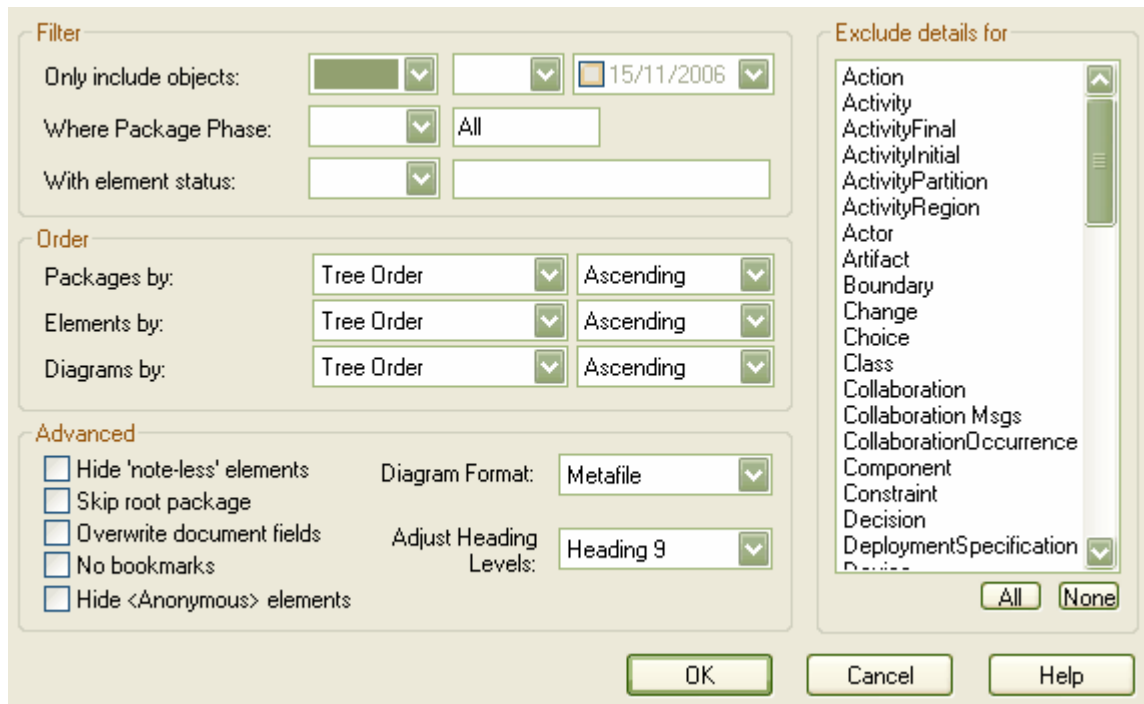 Filter
Only include objects:
15/11/2006
Where Package Phase:
All
With element status:
Order
Packages by:
Tree Order
Ascending
Elements by:
Tree Order
Ascending
Diagrams by:
Tree Order
Ascending
Advanced
Hide 'note-less' elements
Skip root package
Overwrite document fields
No bookmarks
Hide <Anonymous> elements
Diagram Format:
Metafile
Adjust Heading
Levels:
Heading 9
Exclude details for
Action
Activity
ActivityFinal
ActivityInitial
ActivityPartition
ActivityRegion
Actor
Artifact
Boundary
Change
Choice
Class
Collaboration
Collaboration Msgs
CollaborationOccurrence
Component
Constraint
Decision
DeploymentSpecification
All
None
OK
Cancel
Help